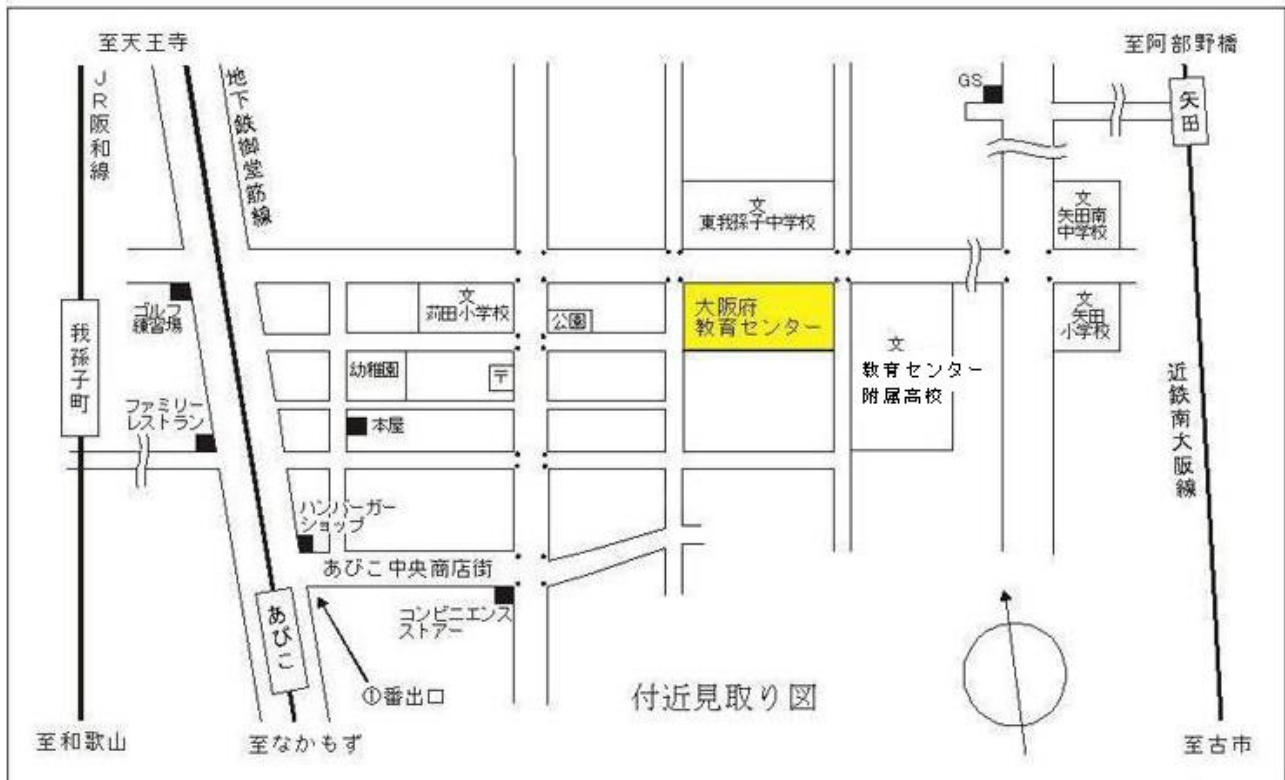 至天王寺
至阿部野橋
JR阪和線
地下鉄御堂筋線
GS
矢田
文
東我孫子中学校
文
矢田南
中学校
ゴルフ
練習場
文
苅田小学校
公園
大阪府
教育センター
文
矢田
小学校
我孫子町
幼稚園
〒
文
教育センター
附属高校
近鉄南大阪線
ファミリー
レストラン
本屋
ハンバーガー
ショップ
あびこ中央商店街
あびこ
コンビニエンス
ストアー
①番出口
付近見取り図
至和歌山
至なかもず
至古市